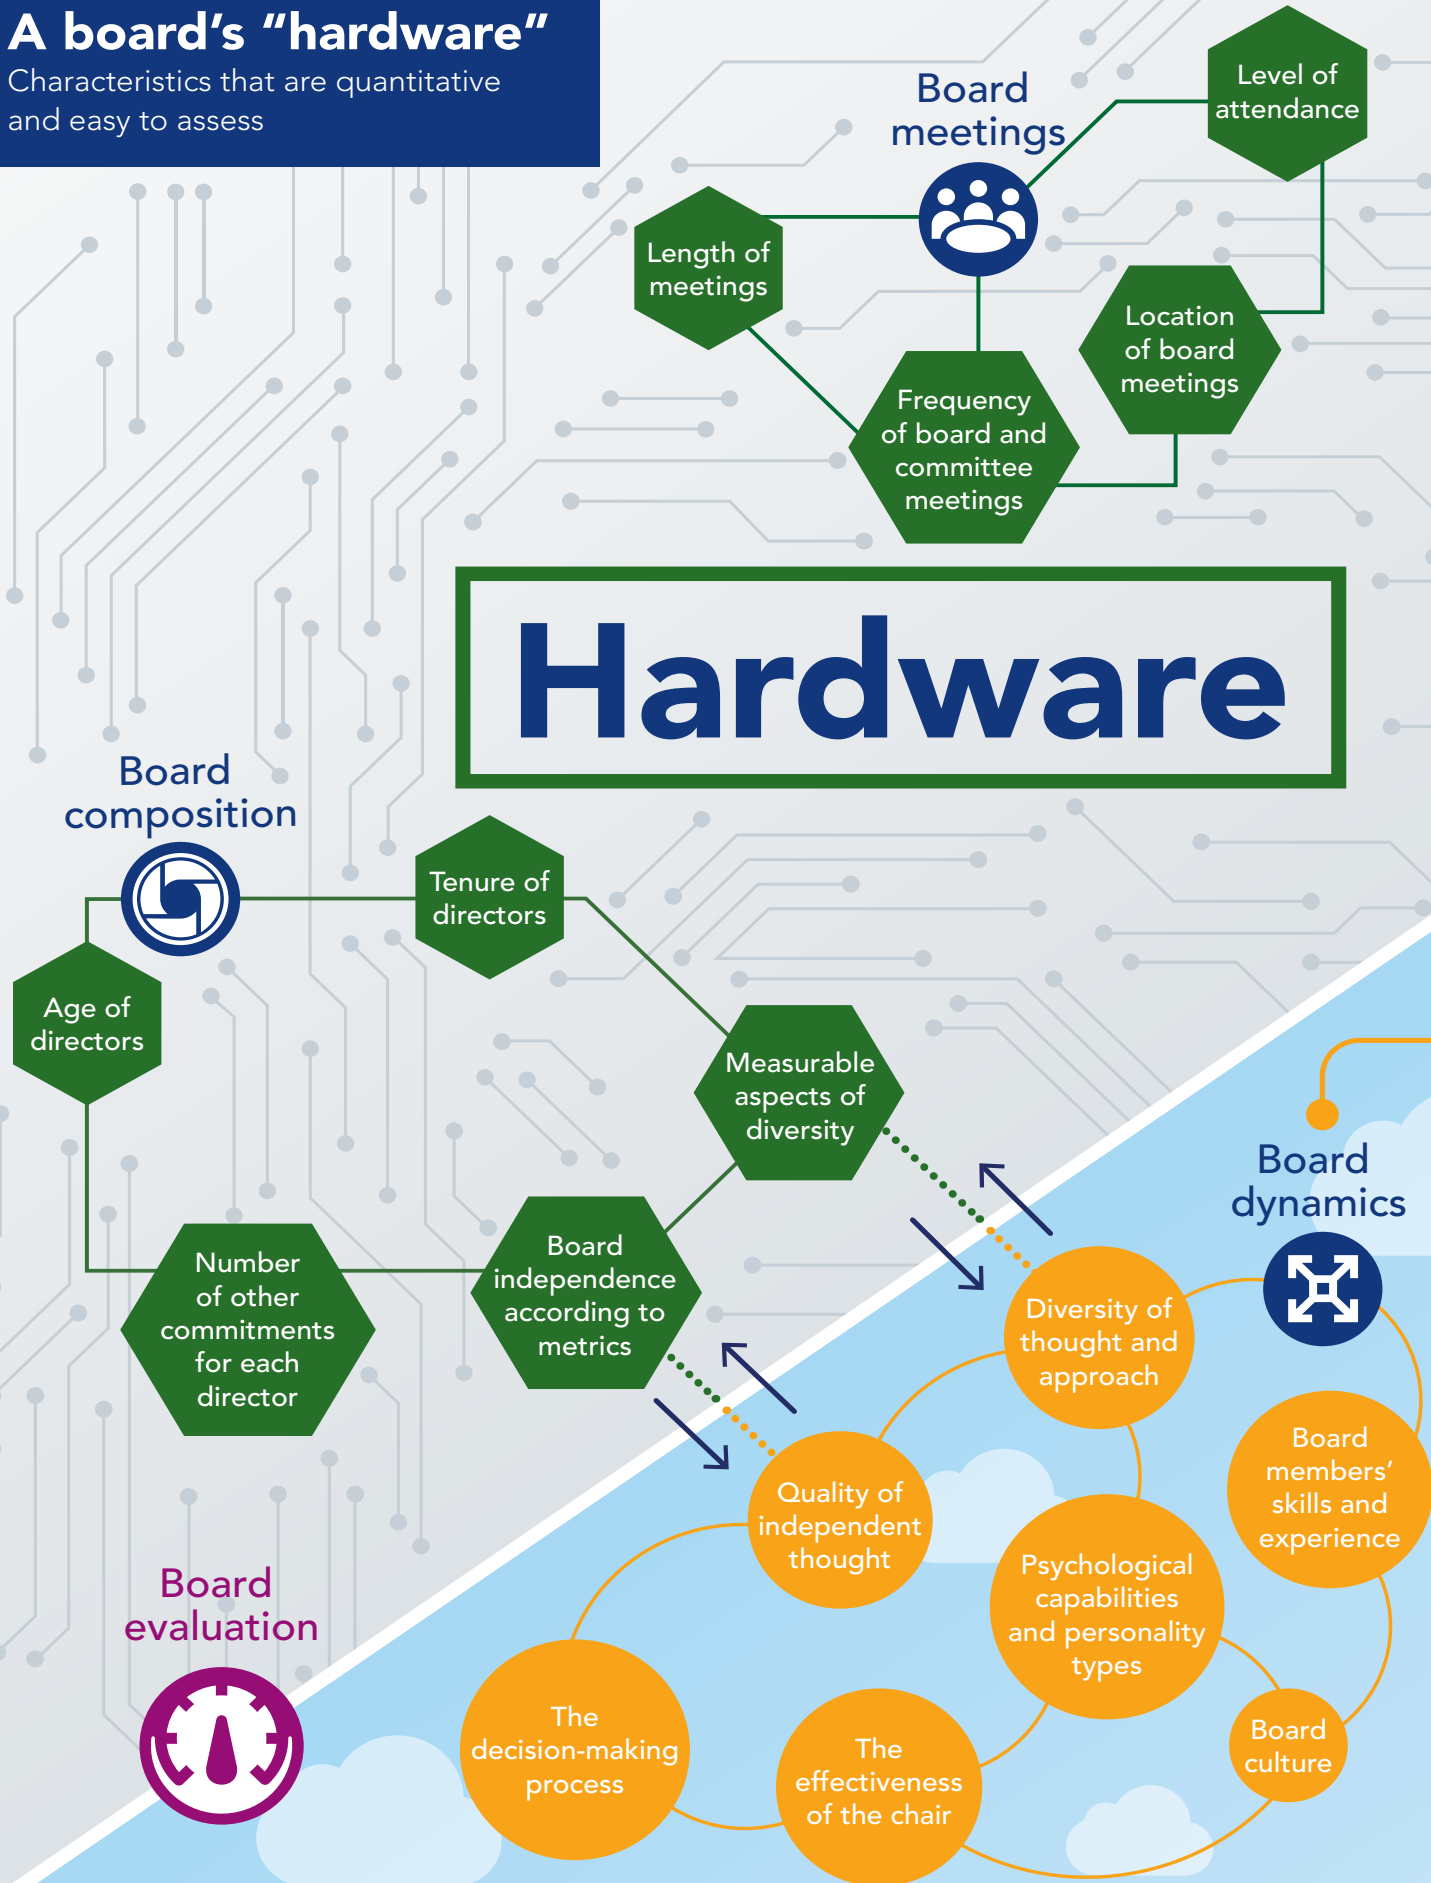 A board's "hardware"
Characteristics that are quantitative
and easy to assess
Board
meetings
Level of
attendance
Length of
meetings
Location
of board
meetings
Frequency
of board and
committee
meetings
Hardware
Board
composition
Tenure of
directors
Age of
directors
Measurable
aspects of
diversity
Board
independence
according to
metrics
Number
of other
commitments
for each
director
Board
dynamics
Diversity of
thought and
approach
Board
members'
skills and
experience
Quality of
independent
thought
Psychological
capabilities
and personality
types
Board
evaluation
The
decision-making
process
The
effectiveness
of the chair
Board
culture